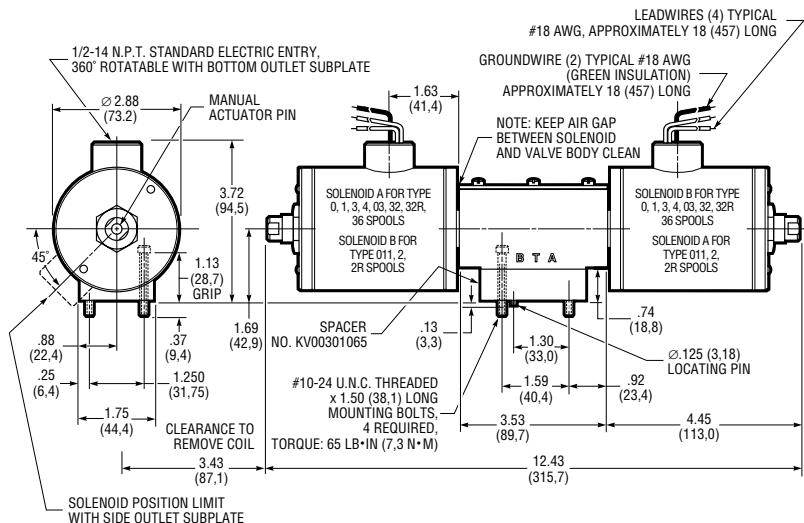 LEADWIRES (4) TYPICAL
#18 AWG, APPROXIMATELY 18 (457) LONG
1/2-14 N.P.T. STANDARD ELECTRIC ENTRY,
360° ROTATABLE WITH BOTTOM OUTLET SUBPLATE
GROUNDWIRE (2) TYPICAL #18 AWG
(GREEN INSULATION)
APPROXIMATELY 18 (457) LONG
Ø 2.88
(73.2)
MANUAL
ACTUATOR PIN
1.63
(41,4)
NOTE: KEEP AIR GAP
BETWEEN SOLENOID
AND VALVE BODY CLEAN
3.72
(94,5)
SOLENOID A FOR TYPE
0, 1, 3, 4, 03, 32, 32R,
36 SPOOLS
SOLENOID B FOR
TYPE 011, 2,
2R SPOOLS
SOLENOID B FOR TYPE
0, 1, 3, 4, 03, 32, 32R
36 SPOOLS
SOLENOID A FOR
TYPE 011, 2,
2R SPOOLS
B T A
45°
1.13
(28,7)
GRIP
1.69
(42,9)
SPACER
NO. KV00301065
.13
(3,3)
.74
(18,8)
.88
(22,4)
.37
(9,4)
1.30
(33,0)
Ø.125 (3,18)
LOCATING PIN
.25
(6,4)
1.250
(31,75)
#10-24 U.N.C. THREADED
x 1.50 (38,1) LONG
MOUNTING BOLTS,
4 REQUIRED,
TORQUE: 65 LB•IN (7,3 N•M)
1.59
(40,4)
.92
(23,4)
1.75
(44,4)
CLEARANCE TO
REMOVE COIL
3.53
(89,7)
4.45
(113,0)
3.43
(87,1)
12.43
(315,7)
SOLENOID POSITION LIMIT
WITH SIDE OUTLET SUBPLATE